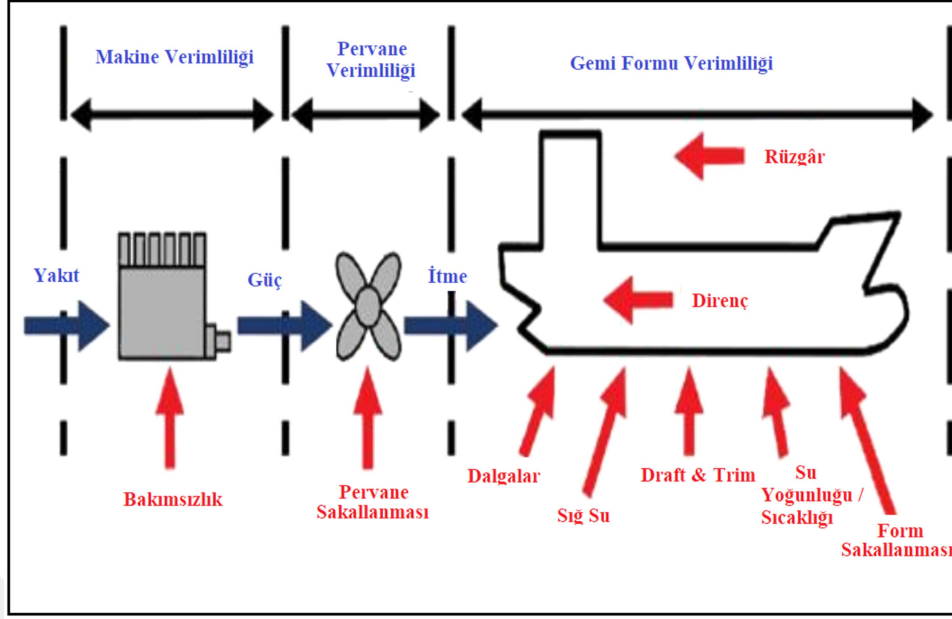 Makine Verimliliği
Pervane
Verimliliği
Gemi Formu Verimliliği
Rüzgâr
Yakıt
Güç
İtme
Direnç
Bakımsızlık
Pervane
Sakallanması
Dalgalar
Sığ Su
Draft & Trim
Su
Yoğunluğu /
Sıcaklığı
Form
Sakallanması